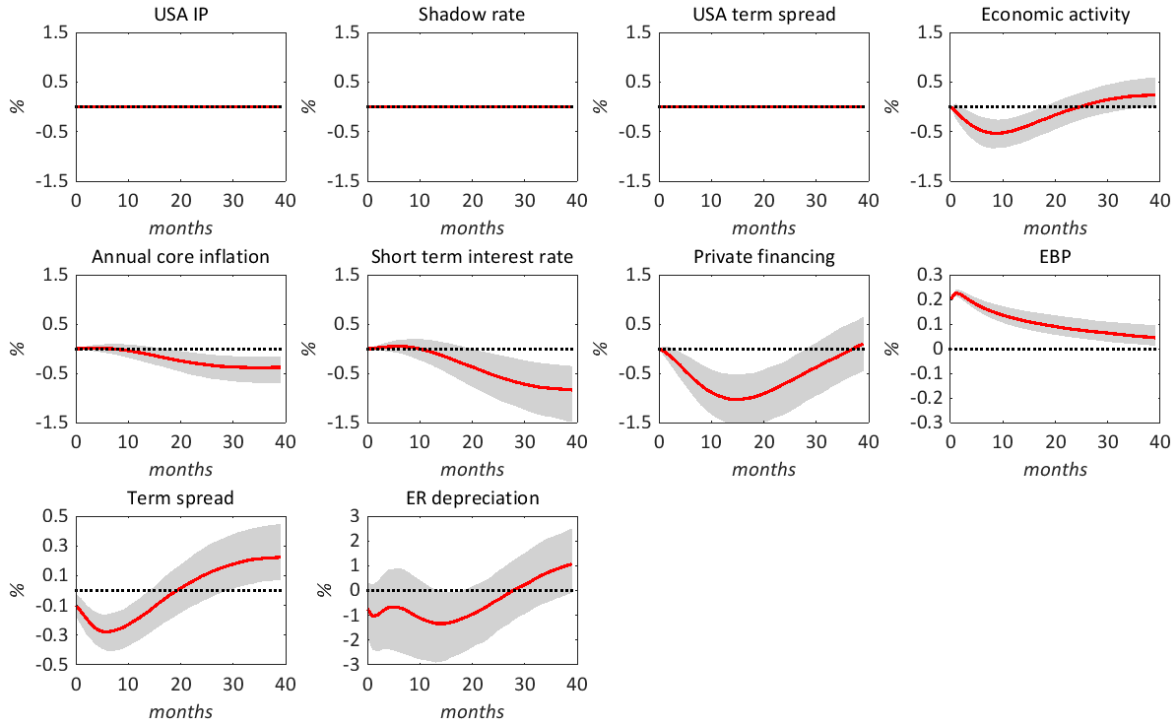 USA IP
Shadow rate
USA term spread
Economic activity
1.5
0.5
-0.5
-1.5
%
0 10 20 30 40
months
1.5
0.5
-0.5
-1.5
%
0 10 20 30 40
months
1.5
0.5
-0.5
-1.5
%
0 10 20 30 40
months
1.5
0.5
-0.5
-1.5
%
0 10 20 30 40
months
Annual core inflation
Short term interest rate
Private financing
EBP
1.5
0.5
-0.5
-1.5
%
0 10 20 30 40
months
1.5
0.5
-0.5
-1.5
%
0 10 20 30 40
months
1.5
0.5
-0.5
-1.5
%
0 10 20 30 40
months
0.3
0.2
0.1
0
0.1
0.2
0.3
%
0 10 20 30 40
months
Term spread
ER depreciation
0.5
0.3
0.1
-0.1
-0.3
0.5
%
0 10 20 30 40
months
3
2
1
0
-1
-2
-3
%
0 10 20 30 40
months